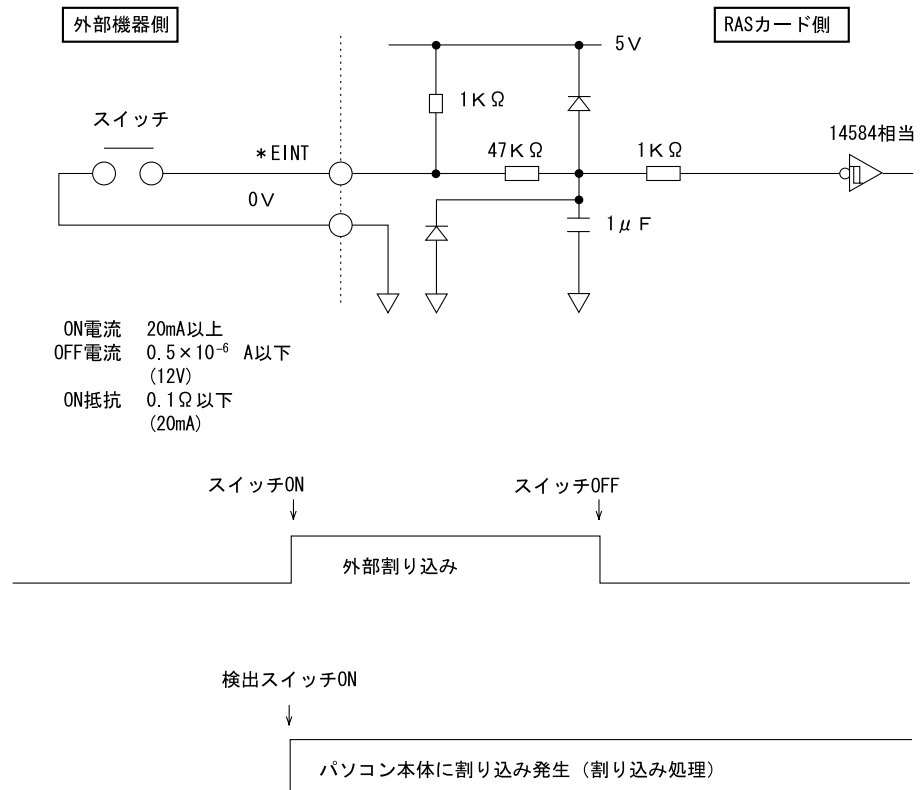 外部機器側
RASカード側
5V
1KΩ
スイッチ
*EINT
47KΩ
1KΩ
14584相当
0V
1μF
ON電流 20mA以上
OFF電流 0.5×10⁻⁶ A以下
(12V)
ON抵抗 0.1Ω以下
(20mA)
スイッチON
スイッチOFF
外部割り込み
検出スイッチON
パソコン本体に割り込み発生（割り込み処理）